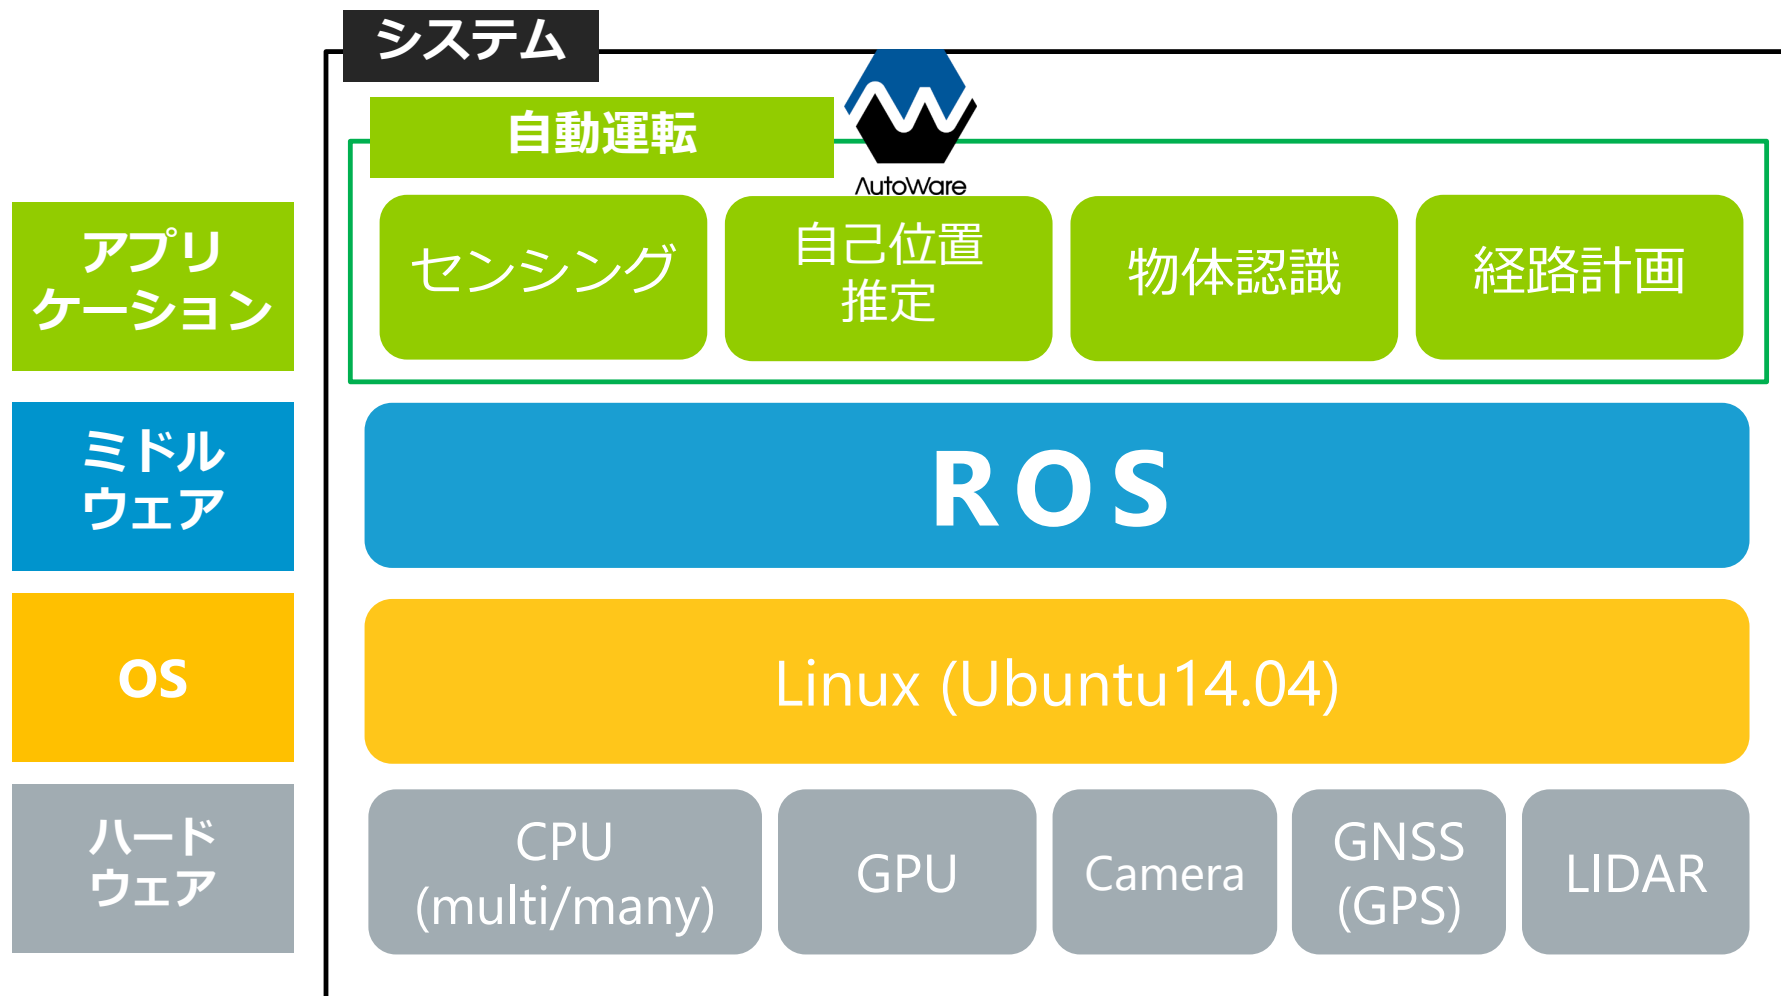 システム
自動運転
AutoWare
アプリ
ケーション
センシング
自己位置
推定
物体認識
経路計画
ミドル
ウェア
ROS
OS
Linux (Ubuntu14.04)
ハード
ウェア
CPU
(multi/many)
GPU
Camera
GNSS
(GPS)
LIDAR